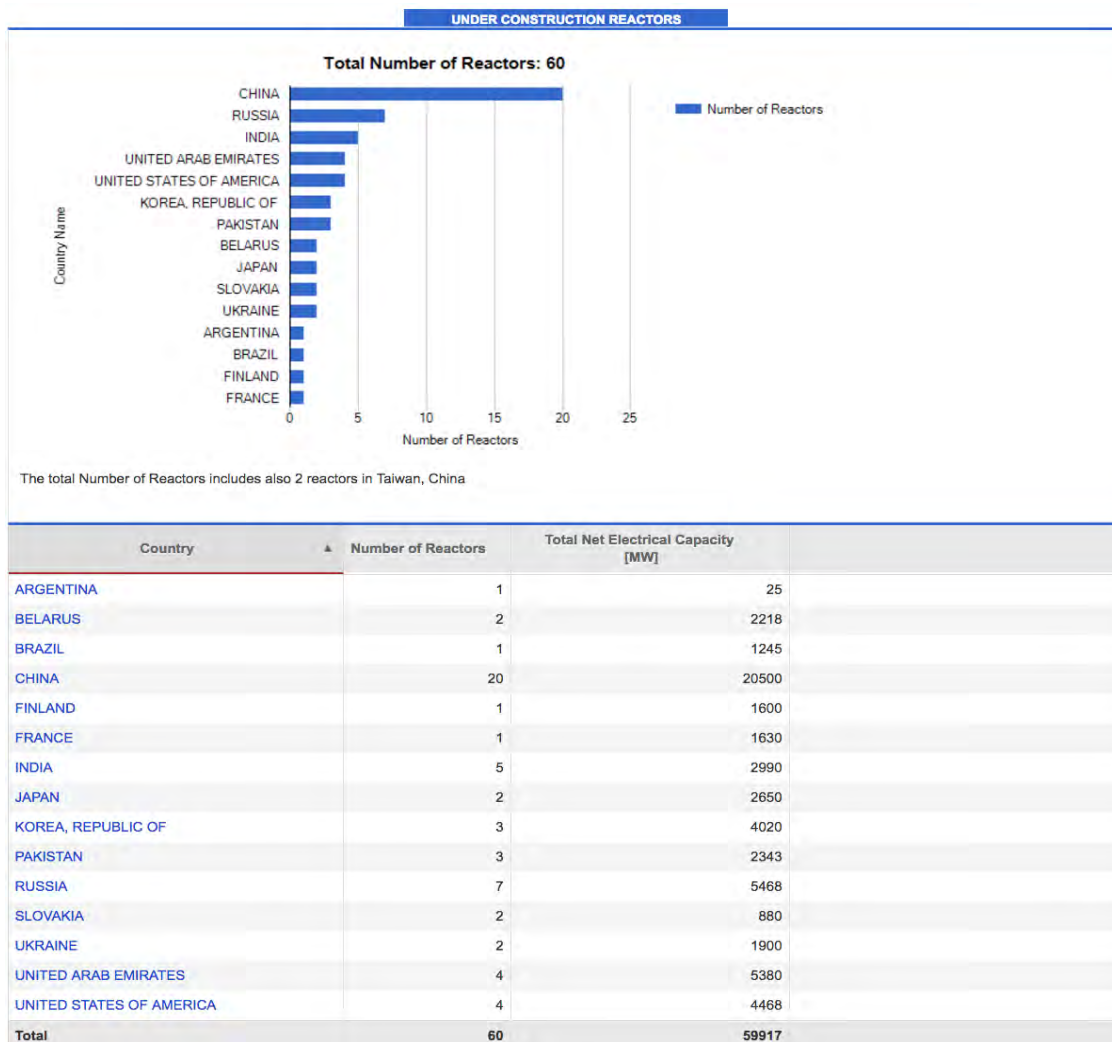 UNDER CONSTRUCTION REACTORS
Total Number of Reactors: 60
CHINA
RUSSIA
INDIA
UNITED ARAB EMIRATES
UNITED STATES OF AMERICA
KOREA, REPUBLIC OF
PAKISTAN
BELARUS
JAPAN
SLOVAKIA
UKRAINE
ARGENTINA
BRAZIL
FINLAND
FRANCE
Country Name
0 5 10 15 20 25
Number of Reactors
Number of Reactors
The total Number of Reactors includes also 2 reactors in Taiwan, China
Country ▲ Number of Reactors Total Net Electrical Capacity
[MW]
ARGENTINA 1 25
BELARUS 2 2218
BRAZIL 1 1245
CHINA 20 20500
FINLAND 1 1600
FRANCE 1 1630
INDIA 5 2990
JAPAN 2 2650
KOREA, REPUBLIC OF 3 4020
PAKISTAN 3 2343
RUSSIA 7 5468
SLOVAKIA 2 880
UKRAINE 2 1900
UNITED ARAB EMIRATES 4 5380
UNITED STATES OF AMERICA 4 4468
Total 60 59917